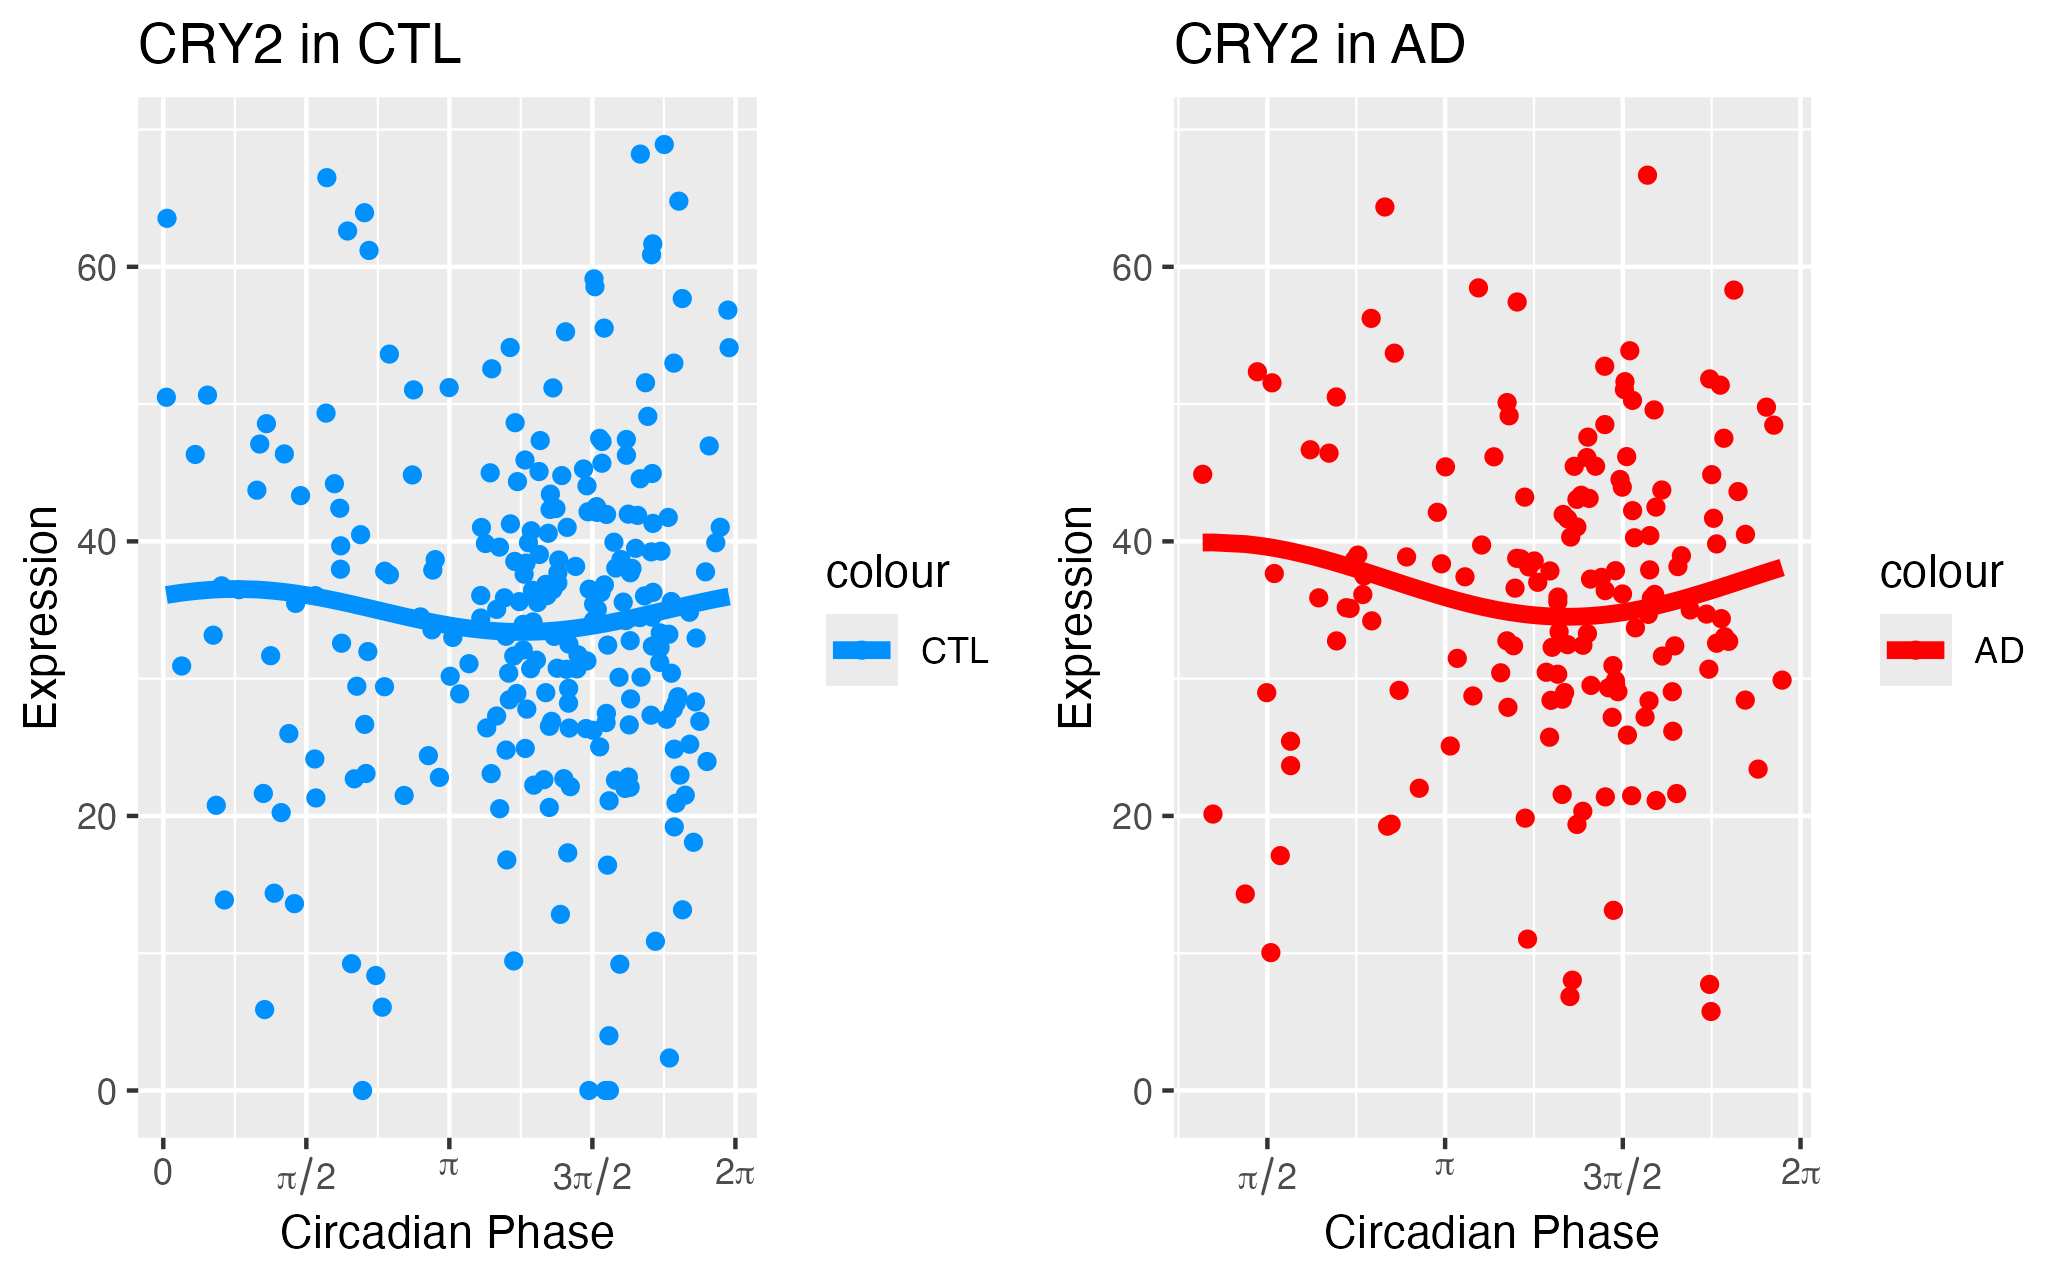 CRY2 in CTL
60
40
20
0
Expression
0
π/2
π
3π/2
2π
Circadian Phase
colour
CTL
CRY2 in AD
60
40
20
0
Expression
π/2
π
3π/2
2π
Circadian Phase
colour
AD